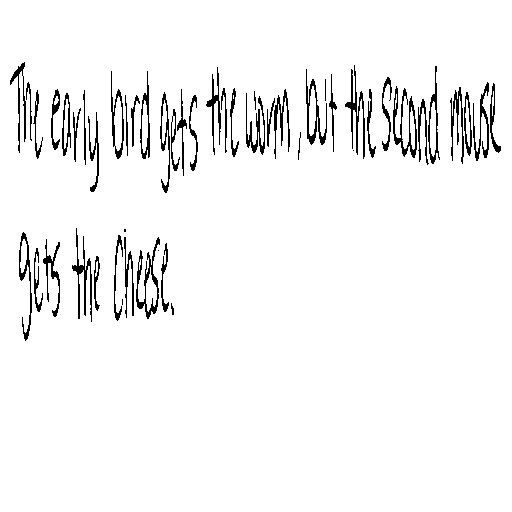 The early bird gets the worm, but the second mouse
gets the cheese.